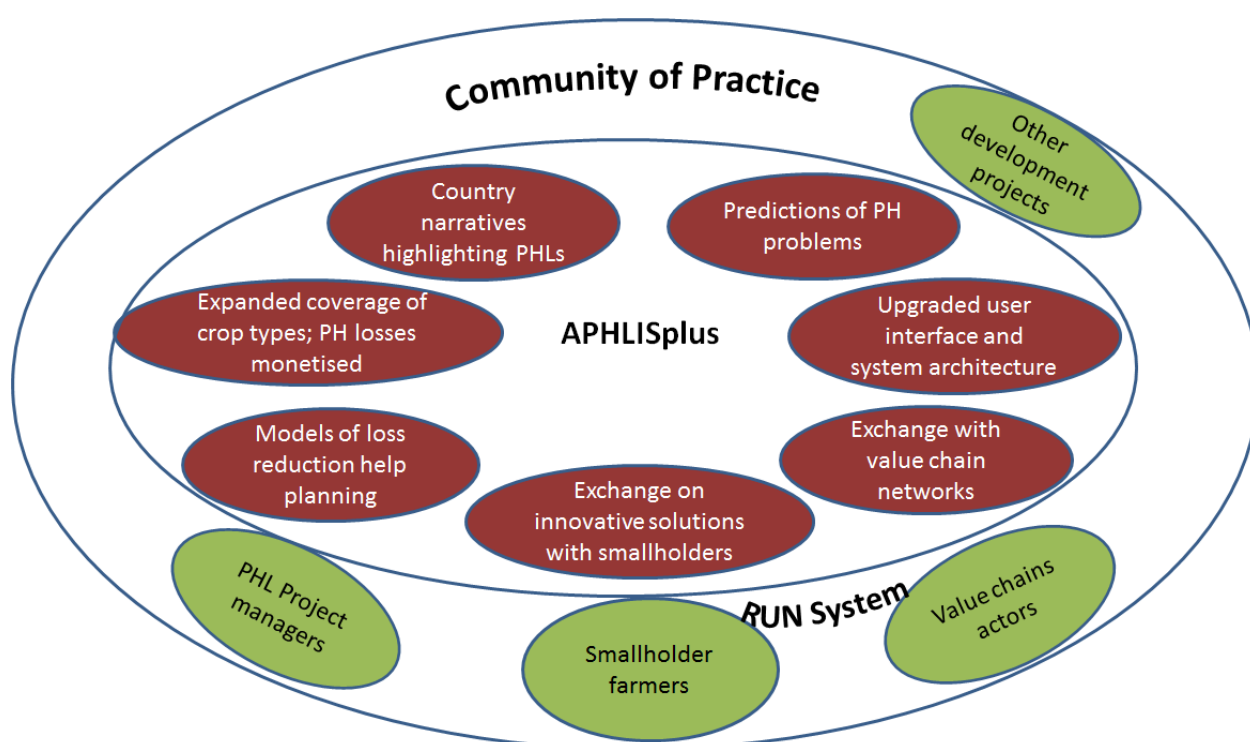 Community of Practice
Other
development
projects
Country
narratives
highlighting PHLs
Predictions of PH
problems
Expanded coverage of
crop types; PH losses
monetised
APHLISplus
Upgraded user
interface and
system architecture
Models of loss
reduction help
planning
Exchange on
innovative solutions
with smallholders
Exchange with
value chain
networks
PHL Project
managers
Smallholder
farmers
RUN System
Value chains
actors